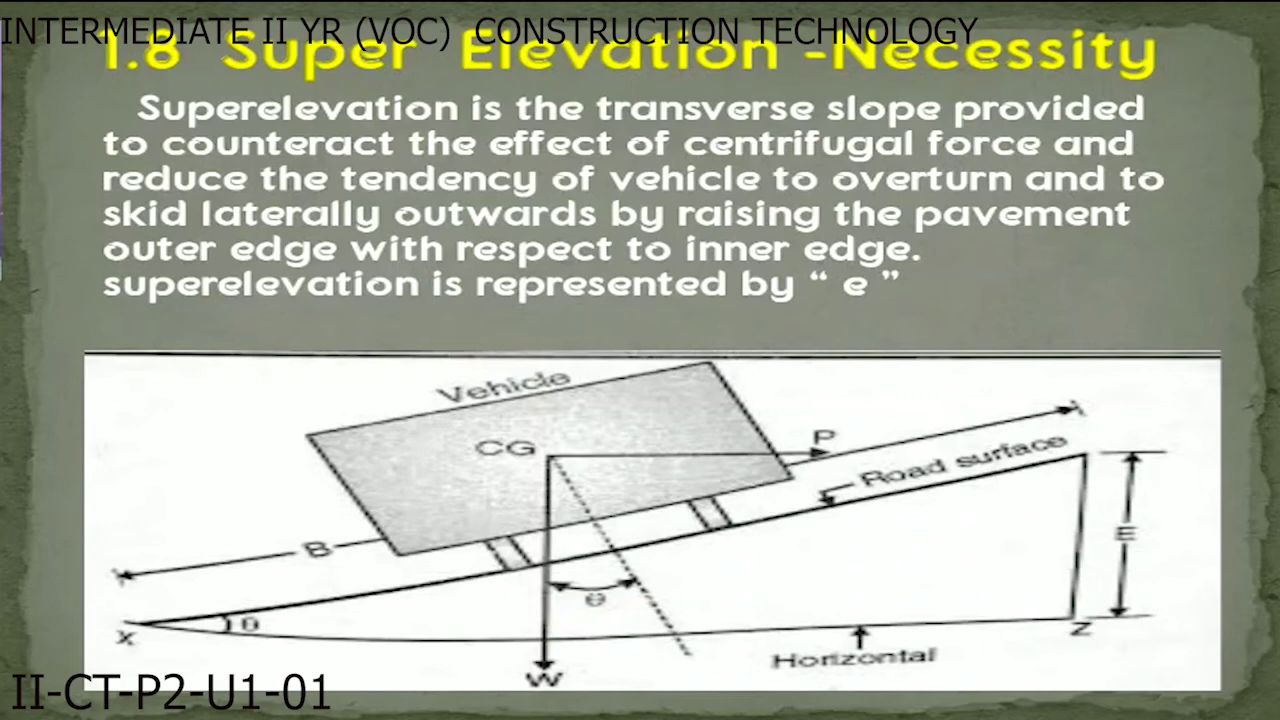 INTERMEDIATE II YR (VOC) CONSTRUCTION TECHNOLOGY
1.8 Super Elevation -Necessity
Superelevation is the transverse slope provided
to counteract the effect of centrifugal force and
reduce the tendency of vehicle to overturn and to
skid laterally outwards by raising the pavement
outer edge with respect to inner edge.
superelevation is represented by “ e ”
Vehicle
CG
P
Road surface
B
E
θ
X
θ
Z
Horizontal
W
II-CT-P2-U1-01